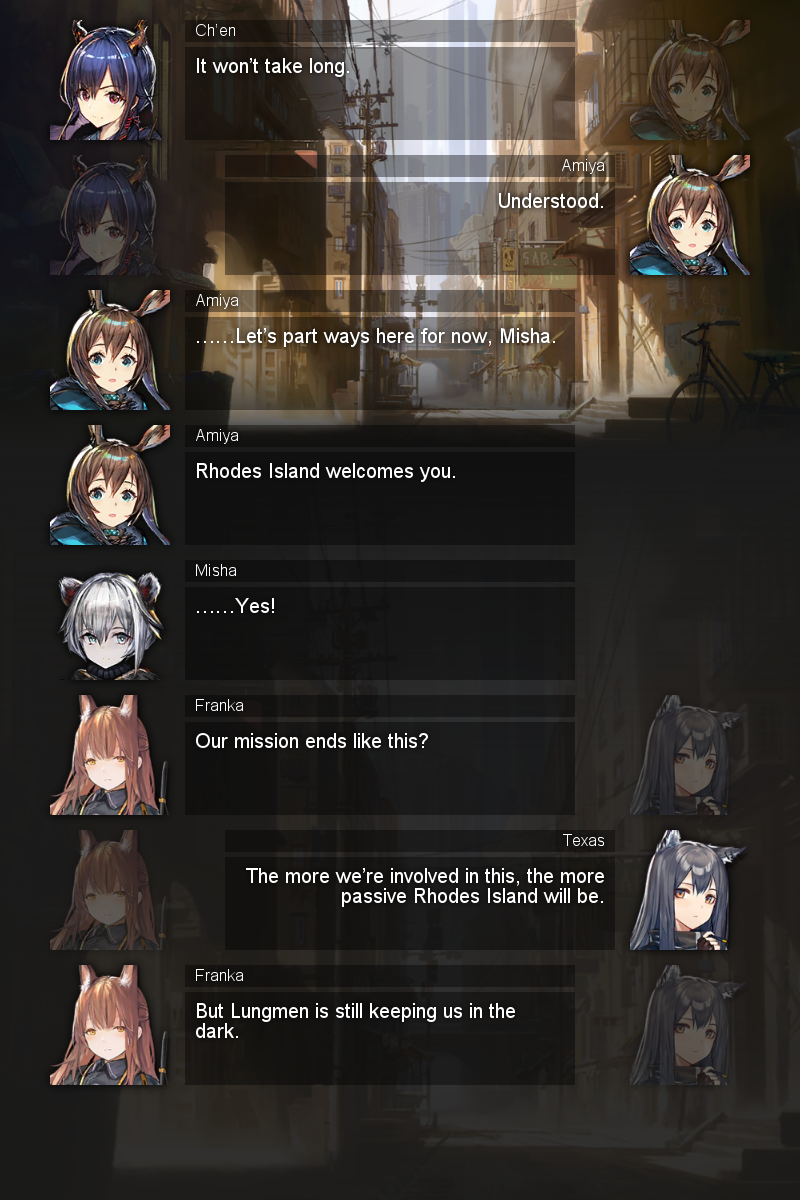 Ch'en
It won't take long.
Amiya
Understood.
Amiya
……Let's part ways here for now, Misha.
Amiya
Rhodes Island welcomes you.
Misha
……Yes!
Franka
Our mission ends like this?
Texas
The more we're involved in this, the more
passive Rhodes Island will be.
Franka
But Lungmen is still keeping us in the
dark.